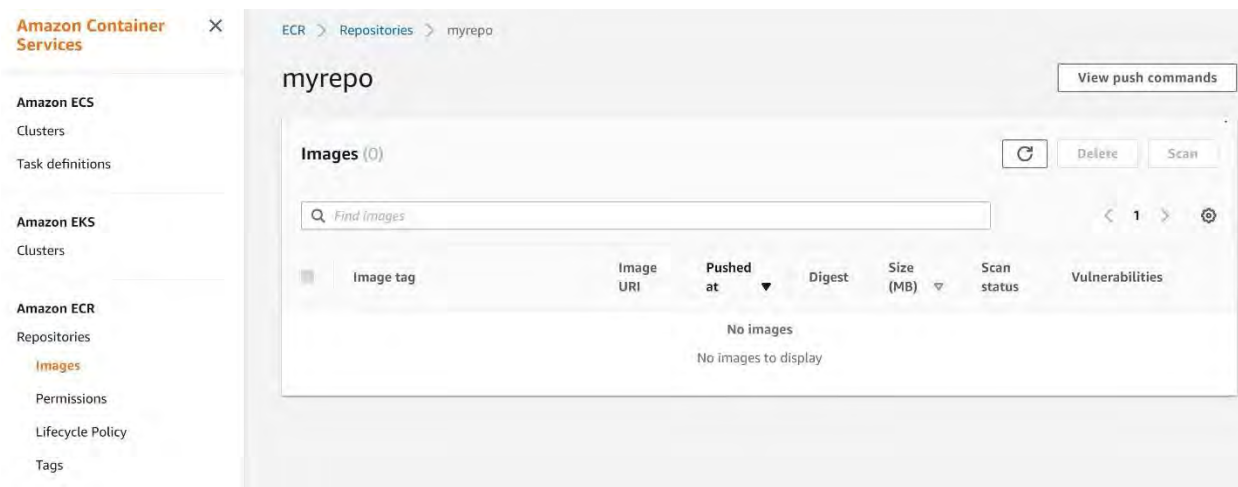 Amazon Container
Services
Amazon ECS
Clusters
Task definitions
Amazon EKS
Clusters
Amazon ECR
Repositories
Images
Permissions
Lifecycle Policy
Tags
ECR > Repositories > myrepo
myrepo
View push commands
Images (0)
Delete
Scan
Find Images
< 1 >
Image tag
Image
URI
Pushed
at
Digest
Size
(MB)
Scan
status
Vulnerabilities
No images
No images to display